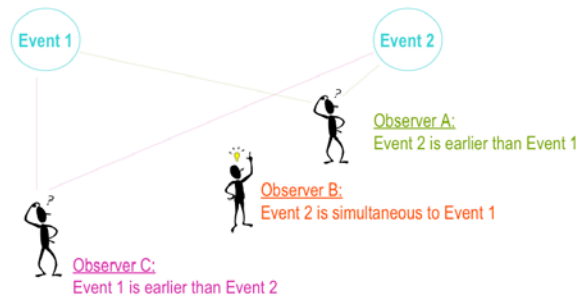 Event 1
Event 2
?
Observer A:
Event 2 is earlier than Event 1
Observer B:
Event 2 is simultaneous to Event 1
?
Observer C:
Event 1 is earlier than Event 2